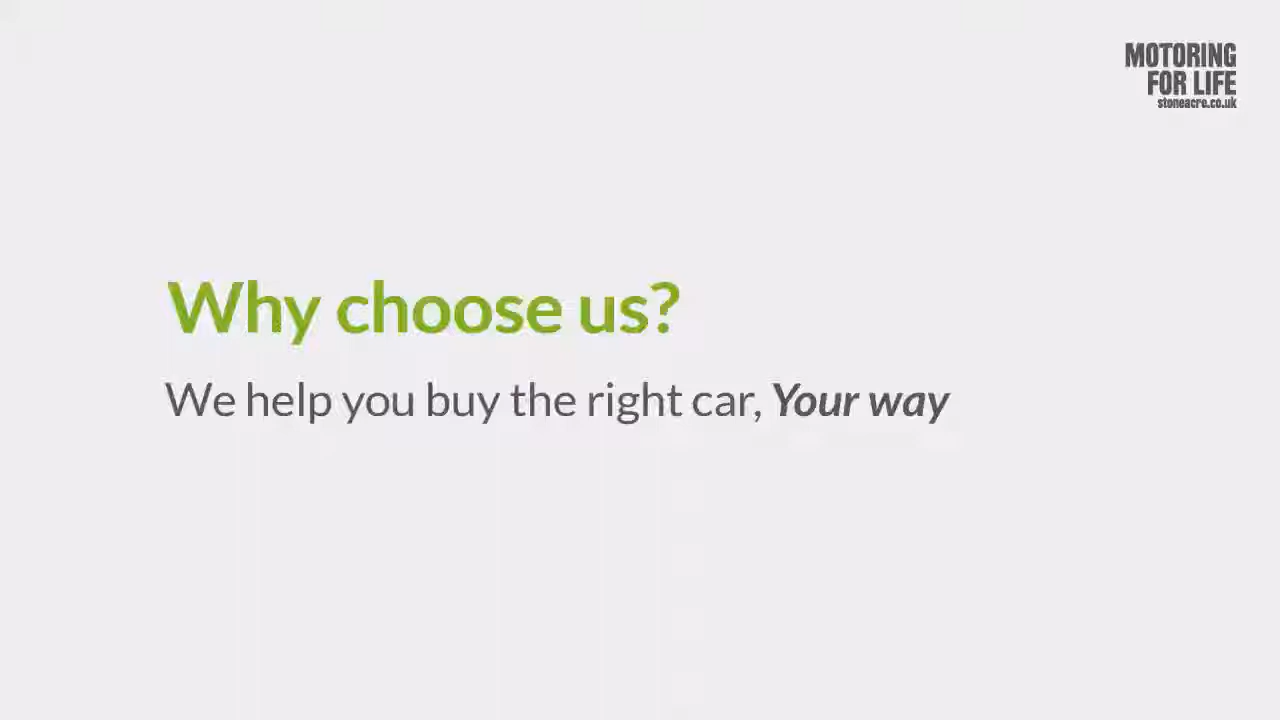 MOTORING
FOR LIFE
stoneacre.co.uk
Why choose us?
We help you buy the right car, Your way